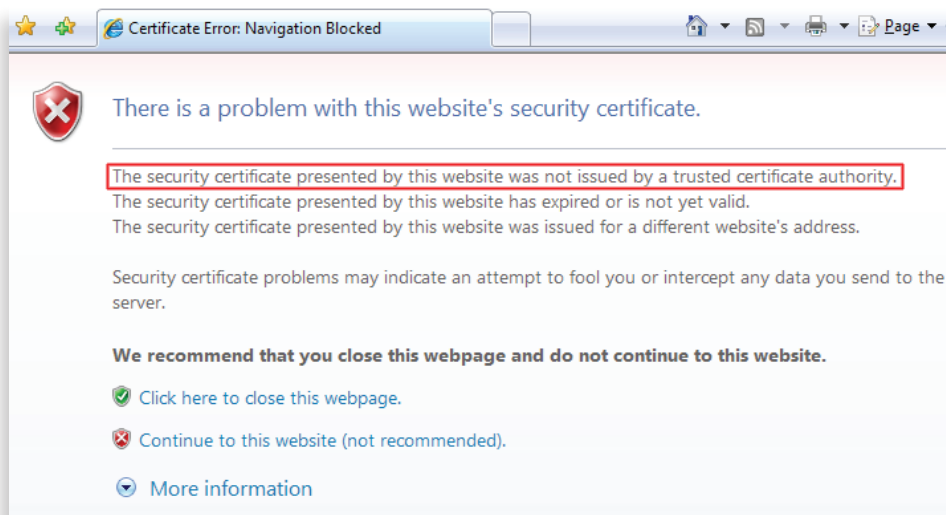 Certificate Error: Navigation Blocked
Page
There is a problem with this website's security certificate.
The security certificate presented by this website was not issued by a trusted certificate authority.
The security certificate presented by this website has expired or is not yet valid.
The security certificate presented by this website was issued for a different website's address.
Security certificate problems may indicate an attempt to fool you or intercept any data you send to the
server.
We recommend that you close this webpage and do not continue to this website.
Click here to close this webpage.
Continue to this website (not recommended).
More information